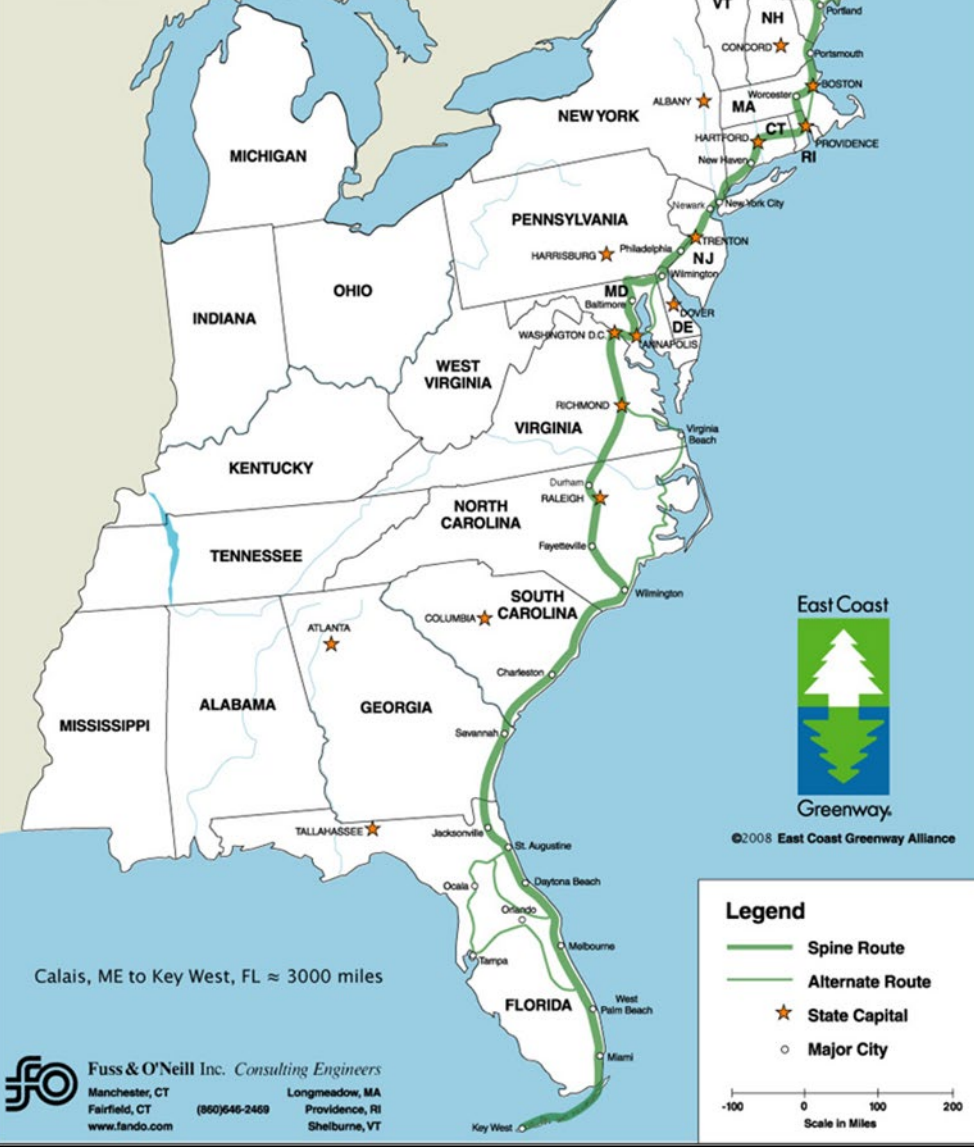 Portland
VT
NH
CONCORD
Portsmouth
BOSTON
Worcester
ALBANY
MA
NEW YORK
HARTFORD
CT
PROVIDENCE
RI
New Haven
MICHIGAN
Newark
New York City
PENNSYLVANIA
TRENTON
Philadelphia
HARRISBURG
NJ
Wilmington
OHIO
MD
Baltimore
DOVER
DE
INDIANA
WASHINGTON D.C.
ANNAPOLIS
WEST
VIRGINIA
RICHMOND
VIRGINIA
Virginia
Beach
KENTUCKY
Durham
RALEIGH
NORTH
CAROLINA
Fayetteville
TENNESSEE
Wilmington
SOUTH
CAROLINA
COLUMBIA
ATLANTA
Charleston
ALABAMA
GEORGIA
MISSISSIPPI
Savannah
East Coast
Greenway®
©2008 East Coast Greenway Alliance
TALLAHASSEE
Jacksonville
St. Augustine
Ocala
Daytona Beach
Orlando
Melbourne
Tampa
FLORIDA
West
Palm Beach
Miami
Key West
Calais, ME to Key West, FL ≈ 3000 miles
fo
Fuss & O'Neill Inc. Consulting Engineers
Manchester, CT Longmeadow, MA
Fairfield, CT (860)646-2469 Providence, RI
www.fando.com Shelburne, VT
Legend
Spine Route
Alternate Route
State Capital
Major City
-100 0 100 200
Scale in Miles